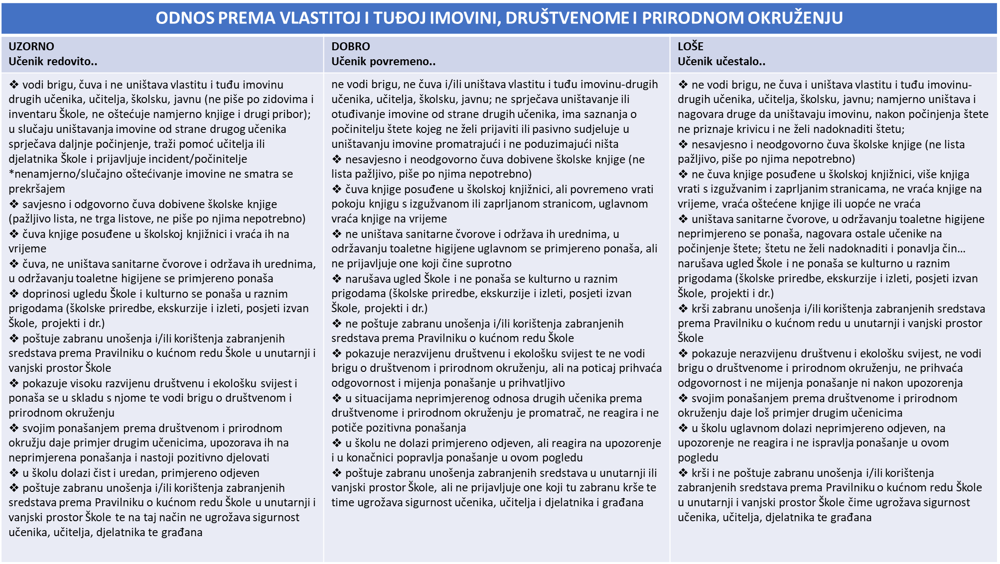 ODNOS PREMA VLASTITOJ I TUĐOJ IMOVINI, DRUŠTVENOME I PRIRODNOM OKRUŽENJU
UZORNO
Učenik redovito..
❖ vodi brigu, čuva i ne uništava vlastitu i tuđu imovinu
drugih učenika, učitelja, školsku, javnu (ne piše po zidovima i
inventaru Škole, ne oštećuje namjerno knjige i drugi pribor);
u slučaju uništavanja imovine od strane drugog učenika
sprječava daljnje počinjenje, traži pomoć učitelja ili
djelatnika Škole i prijavljuje incident/počinitelje
*nenamjerno/slučajno oštećivanje imovine ne smatra se
prekršajem
❖ savjesno i odgovorno čuva dobivene školske knjige
(pažljivo lista, ne trga listove, ne piše po njima nepotrebno)
❖ čuva knjige posuđene u školskoj knjižnici i vraća ih na
vrijeme
❖ čuva, ne uništava sanitarne čvorove i održava ih urednima,
u održavanju toaletne higijene se primjereno ponaša
❖ doprinosi ugledu Škole i kulturno se ponaša u raznim
prigodama (školske priredbe, ekskurzije i izleti, posjeti izvan
Škole, projekti i dr.)
❖ poštuje zabranu unošenja i/ili korištenja zabranjenih
sredstava prema Pravilniku o kućnom redu Škole u unutarnji i
vanjski prostor Škole
❖ pokazuje visoku razvijenu društvenu i ekološku svijest i
ponaša se u skladu s njome te vodi brigu o društvenom i
prirodnom okruženju
❖ svojim ponašanjem prema društvenom i prirodnom
okružju daje primjer drugim učenicima, upozorava ih na
neprimjerena ponašanja i nastoji pozitivno djelovati
❖ u školu dolazi čist i uredan, primjereno odjeven
❖ poštuje zabranu unošenja i/ili korištenja zabranjenih
sredstava prema Pravilniku o kućnom redu Škole u unutarnji i
vanjski prostor Škole te na taj način ne ugrožava sigurnost
učenika, učitelja, djelatnika te građana
DOBRO
Učenik povremeno..
ne vodi brigu, ne čuva i/ili uništava vlastitu i tuđu imovinu-drugih
učenika, učitelja, školsku, javnu; ne sprječava uništavanje ili
otuđivanje imovine od strane drugih učenika, ima saznanja o
počinitelju štete kojeg ne želi prijaviti ili pasivno sudjeluje u
uništavanju imovine promatrajući i ne poduzimajući ništa
❖ nesavjesno i neodgovorno čuva dobivene školske knjige (ne
lista pažljivo, piše po njima nepotrebno)
❖ čuva knjige posuđene u školskoj knjižnici, ali povremeno vrati
pokoju knjigu s izgužvanom ili zaprljanom stranicom, uglavnom
vraća knjige na vrijeme
❖ ne uništava sanitarne čvorove i održava ih urednima, u
održavanju toaletne higijene uglavnom se primjereno ponaša, ali
ne prijavljuje one koji čine suprotno
❖ narušava ugled Škole i ne ponaša se kulturno u raznim
prigodama (školske priredbe, ekskurzije i izleti, posjeti izvan
Škole, projekti i dr.)
❖ ne poštuje zabranu unošenja i/ili korištenja zabranjenih
sredstava prema Pravilniku o kućnom redu Škole
❖ pokazuje nerazvijenu društvenu i ekološku svijest te ne vodi
brigu o društvenom i prirodnom okruženju, ali na poticaj prihvaća
odgovornost i mijenja ponašanje u prihvatljivo
❖ u situacijama neprimjerenog odnosa drugih učenika prema
društvenome i prirodnom okruženju je promatrač, ne reagira i ne
potiče pozitivna ponašanja
❖ u školu ne dolazi primjereno odjeven, ali reagira na upozorenje
i u konačnici popravlja ponašanje u ovom pogledu
❖ poštuje zabranu unošenja zabranjenih sredstava u unutarnji ili
vanjski prostor Škole, ali ne prijavljuje one koji tu zabranu krše te
time ugrožava sigurnost učenika, učitelja i djelatnika i građana
LOŠE
Učenik učestalo..
❖ ne vodi brigu, ne čuva i uništava vlastitu i tuđu imovinu-
drugih učenika, učitelja, školsku, javnu; namjerno uništava i
nagovara druge da uništavaju imovinu, nakon počinjenja štete
ne priznaje krivicu i ne želi nadoknaditi štetu;
❖ nesavjesno i neodgovorno čuva školske knjige (ne lista
pažljivo, piše po njima nepotrebno)
❖ ne čuva knjige posuđene u školskoj knjižnici, više knjiga
vrati s izgužvanim i zaprljanim stranicama, ne vraća knjige na
vrijeme, vraća oštećene knjige ili uopće ne vraća
❖ uništava sanitarne čvorove, u održavanju toaletne higijene
neprimjereno se ponaša, nagovara ostale učenike na
počinjenje štete; štetu ne želi nadoknaditi i ponavlja čin…
narušava ugled Škole i ne ponaša se kulturno u raznim
prigodama (školske priredbe, ekskurzije i izleti, posjeti izvan
Škole, projekti i dr.)
❖ krši zabranu unošenja i/ili korištenja zabranjenih sredstava
prema Pravilniku o kućnom redu u unutarnji i vanjski prostor
Škole
❖ pokazuje nerazvijenu društvenu i ekološku svijest, ne vodi
brigu o društvenome i prirodnom okruženju, ne prihvaća
odgovornost i ne mijenja ponašanje ni nakon upozorenja
❖ svojim ponašanjem prema društvenome i prirodnom
okruženju daje loš primjer drugim učenicima
❖ u školu uglavnom dolazi neprimjereno odjeven, na
upozorenje ne reagira i ne ispravlja ponašanje u ovom
pogledu
❖ krši i ne poštuje zabranu unošenja i/ili korištenja
zabranjenih sredstava prema Pravilniku o kućnom redu Škole
u unutarnji i vanjski prostor Škole čime ugrožava sigurnost
učenika, učitelja, djelatnika te građana